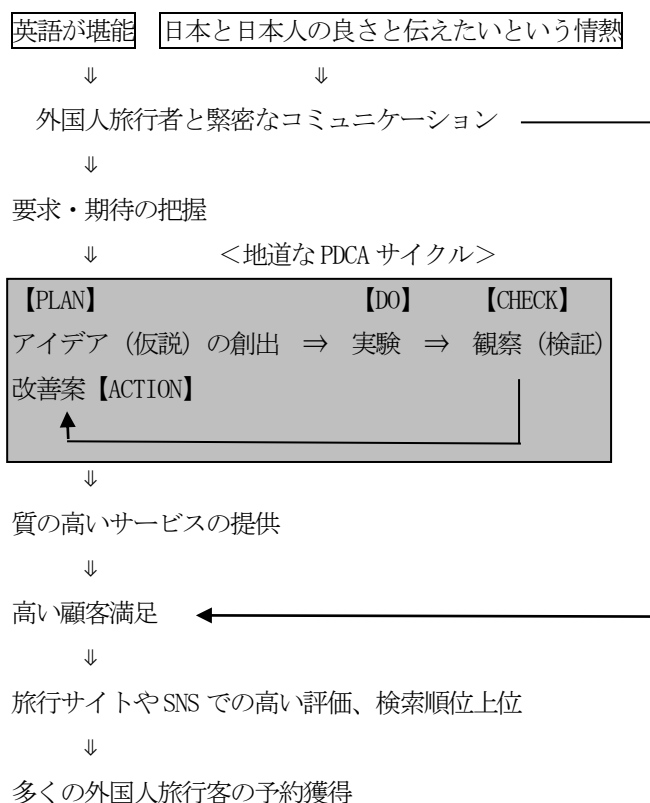 英語が堪能 日本と日本人の良さと伝えたいという情熱
⇓ ⇓
外国人旅行者と緊密なコミュニケーション
⇓
要求・期待の把握
⇓ <地道なPDCAサイクル>
【PLAN】 【DO】 【CHECK】
アイデア(仮説)の創出 ⇒ 実験 ⇒ 観察(検証)
改善案【ACTION】
⇓
質の高いサービスの提供
⇓
高い顧客満足
⇓
旅行サイトやSNSでの高い評価、検索順位上位
⇓
多くの外国人旅行客の予約獲得